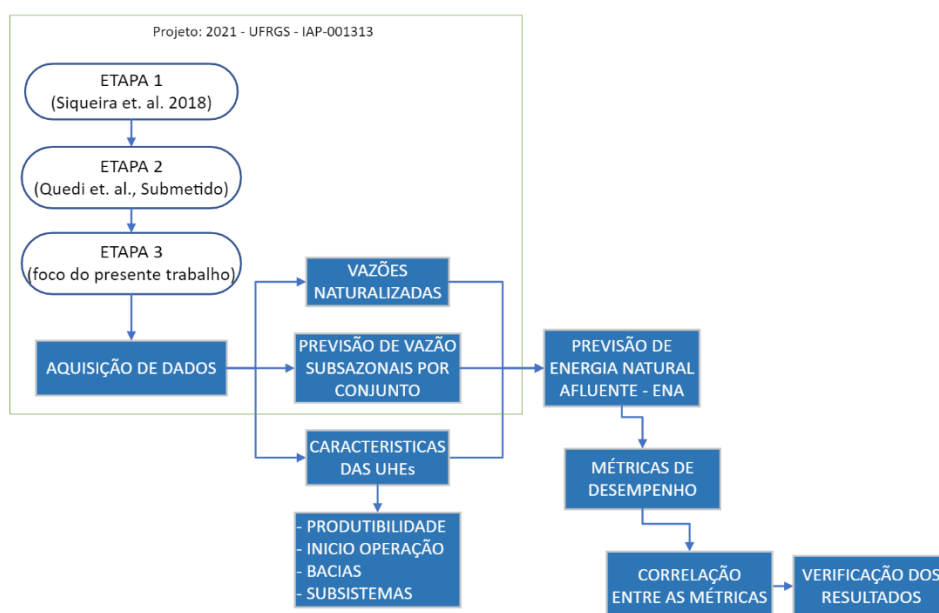 Projeto: 2021 - UFRGS - IAP-001313
ETAPA 1
(Siqueira et. al. 2018)
ETAPA 2
(Quedi et. al., Submetido)
ETAPA 3
(foco do presente trabalho)
AQUISIÇÃO DE DADOS
VAZÕES
NATURALIZADAS
PREVISÃO DE VAZÃO
SUBSAZONAIS POR
CONJUNTO
CARACTERISTICAS
DAS UHEs
- PRODUTIBILIDADE
- INICIO OPERAÇÃO
- BACIAS
- SUBSISTEMAS
PREVISÃO DE
ENERGIA NATURAL
AFLUENTE - ENA
MÉTRICAS DE
DESEMPENHO
CORRELAÇÃO
ENTRE AS MÉTRICAS
VERIFICAÇÃO DOS
RESULTADOS